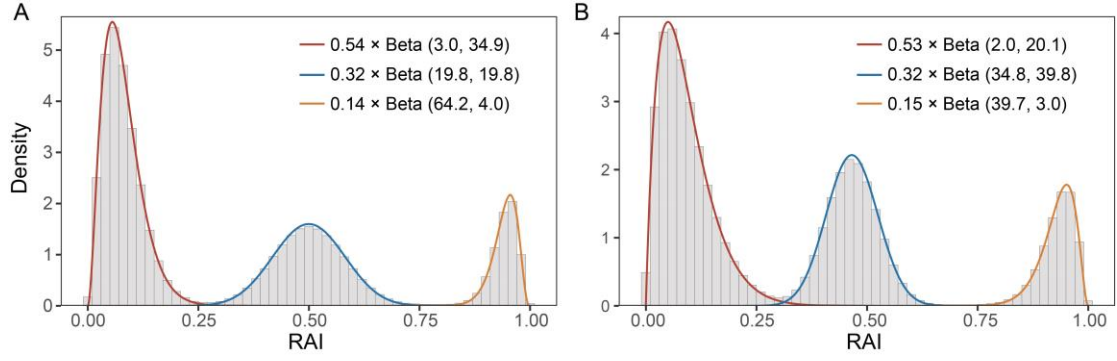 A
Density
5
4
3
2
1
0
0.54 × Beta (3.0, 34.9)
0.32 × Beta (19.8, 19.8)
0.14 × Beta (64.2, 4.0)
0.00 0.25 0.50 0.75 1.00
RAI
B
4
3
2
1
0
0.53 × Beta (2.0, 20.1)
0.32 × Beta (34.8, 39.8)
0.15 × Beta (39.7, 3.0)
0.00 0.25 0.50 0.75 1.00
RAI